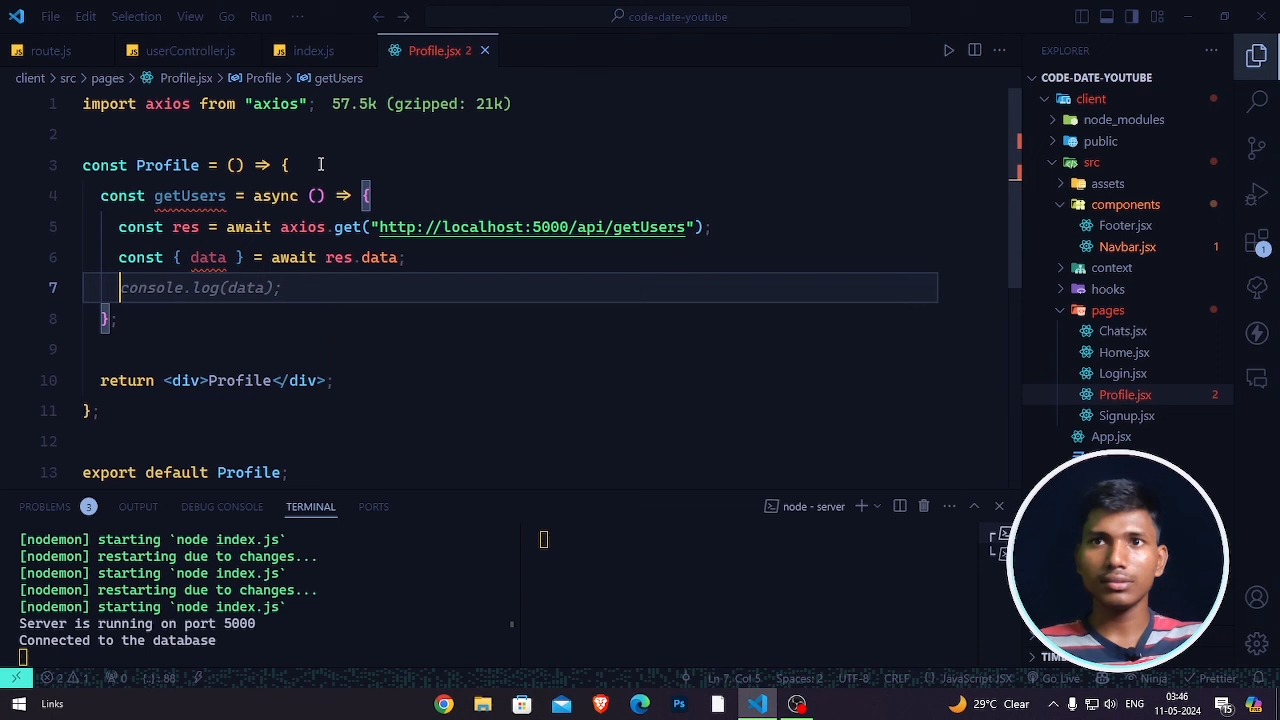 File Edit Selection View Go Run ··· code-date-youtube
route.js userController.js index.js Profile.jsx 2
client > src > pages > Profile.jsx > Profile > getUsers
1 import axios from "axios"; 57.5k (gzipped: 21k)
2
3 const Profile = () => {
4 const getUsers = async () => {
5 const res = await axios.get("http://localhost:5000/api/getUsers");
6 const { data } = await res.data;
7 console.log(data);
8 };
9
10 return <div>Profile</div>;
11 };
12
13 export default Profile;
EXPLORER
CODE-DATE-YOUTUBE
client
node_modules
public
src
assets
components
Footer.jsx
Navbar.jsx 1
context
hooks
pages
Chats.jsx
Home.jsx
Login.jsx
Profile.jsx 2
Signup.jsx
App.jsx
1
PROBLEMS 3 OUTPUT DEBUG CONSOLE TERMINAL PORTS node - server
[nodemon] starting `node index.js`
[nodemon] restarting due to changes...
[nodemon] starting `node index.js`
[nodemon] restarting due to changes...
[nodemon] starting `node index.js`
Server is running on port 5000
Connected to the database
2 1 0 {..}: 88 Ln 7, Col 5 Spaces: 2 UTF-8 CRLF {} JavaScript JSX Go Live Ninja Prettier
Links 29°C Clear ENG 03:46
11-05-2024